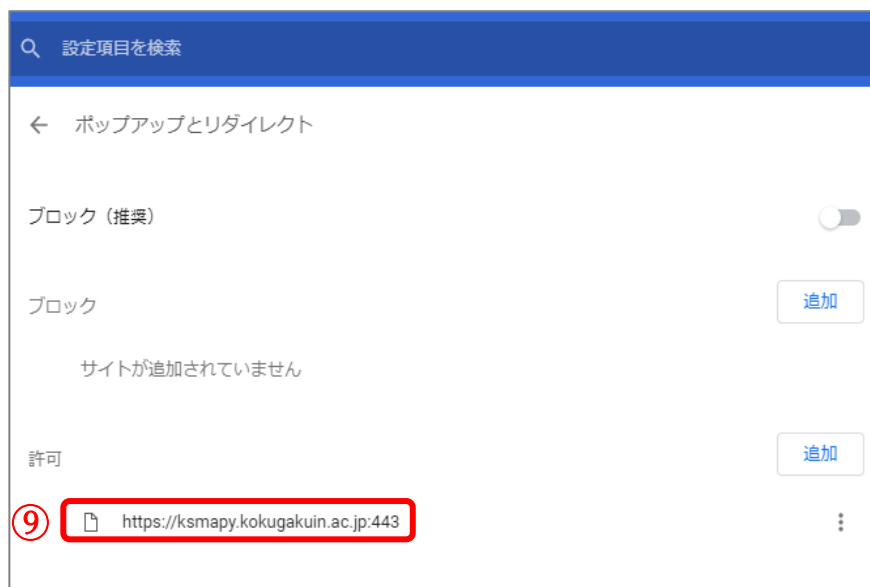 設定項目を検索
ポップアップとリダイレクト
ブロック（推奨）
ブロック
追加
サイトが追加されていません
許可
追加
⑨ https://ksmapy.kokugakuin.ac.jp:443